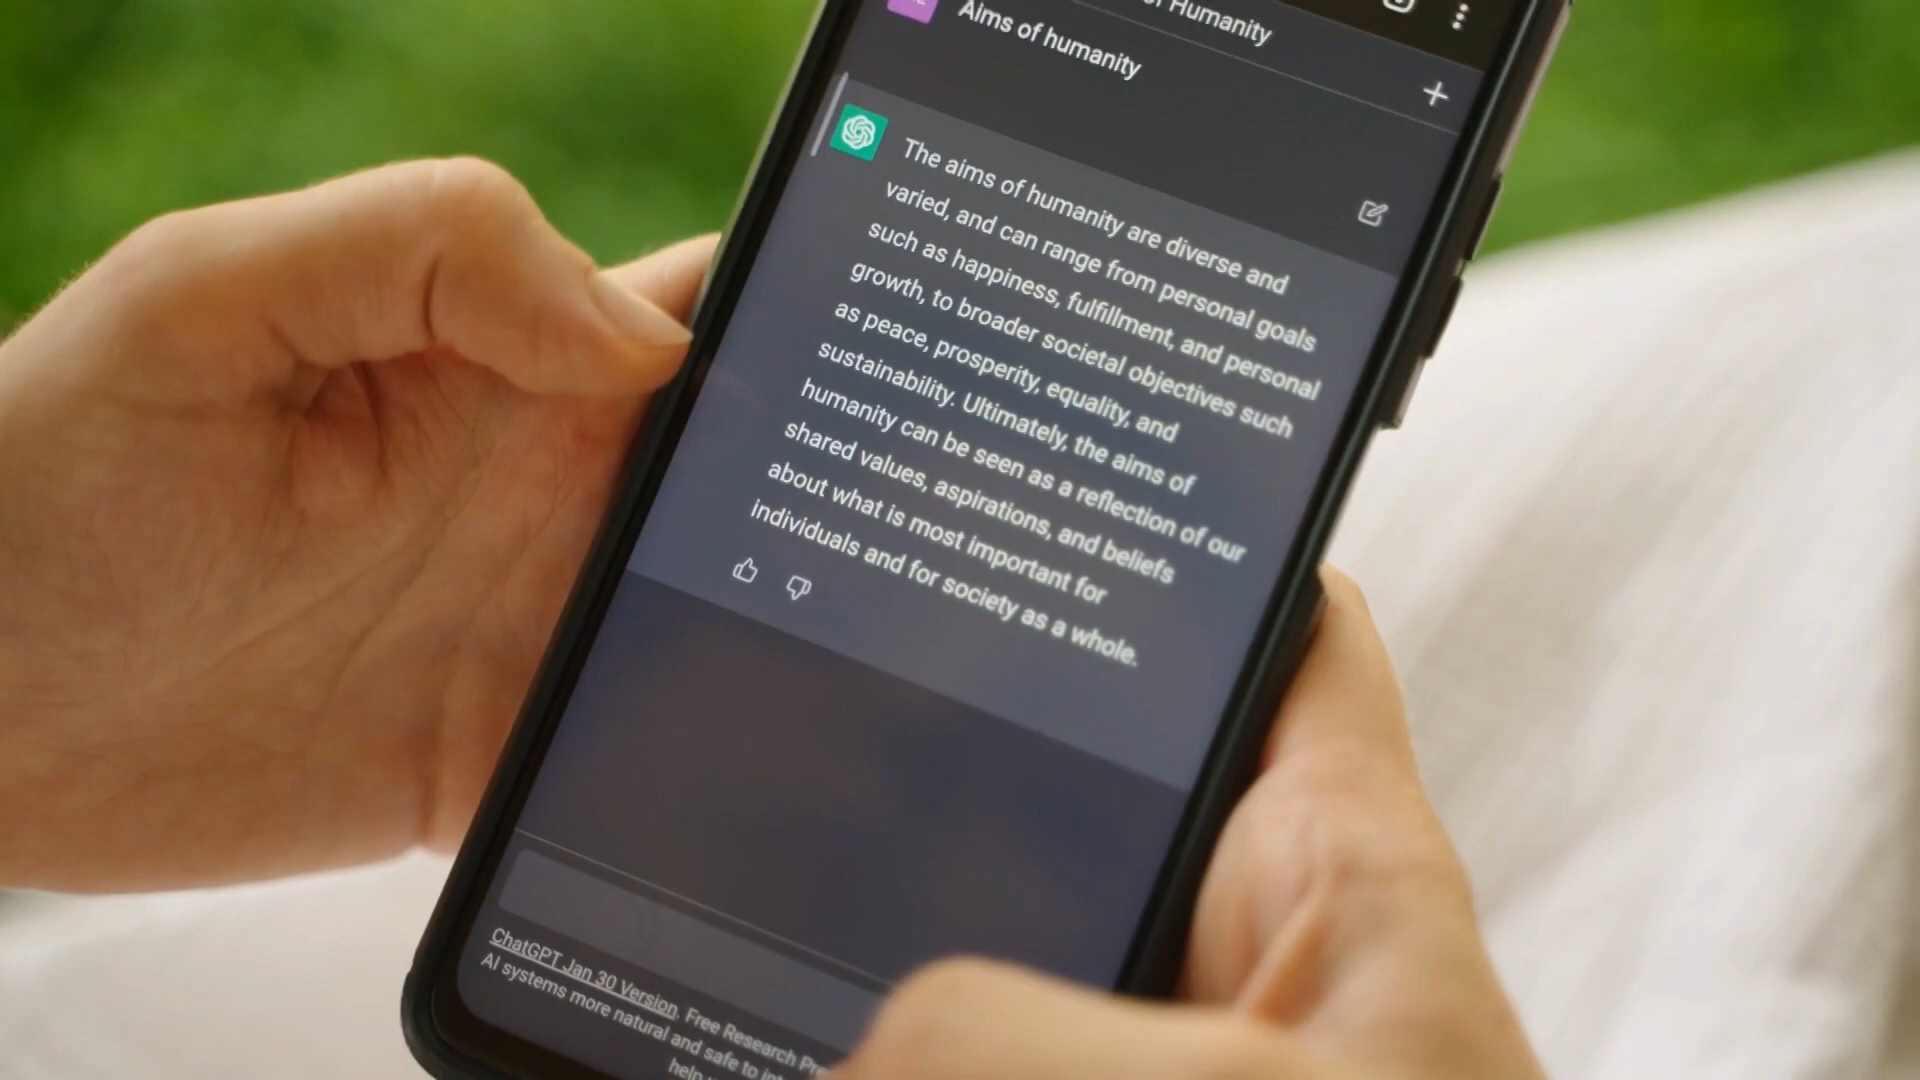 Humanity
Aims of humanity
The aims of humanity are diverse and
varied, and can range from personal goals
such as happiness, fulfillment, and personal
growth, to broader societal objectives such
as peace, prosperity, equality, and
sustainability. Ultimately, the aims of
humanity can be seen as a reflection of our
shared values, aspirations, and beliefs
about what is most important for
individuals and for society as a whole.
ChatGPT Jan 30 Version. Free Research
AI systems more natural and safe to
help